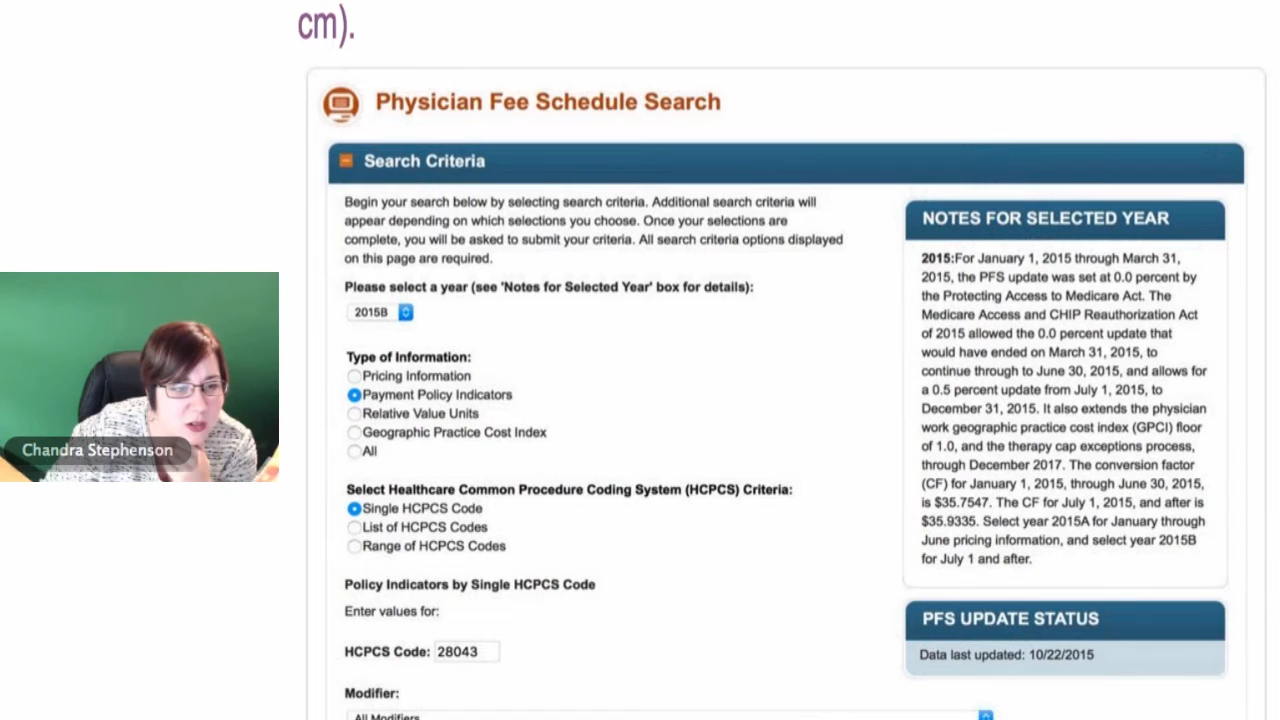 cm).
Physician Fee Schedule Search
Search Criteria
Begin your search below by selecting search criteria. Additional search criteria will
appear depending on which selections you choose. Once your selections are
complete, you will be asked to submit your criteria. All search criteria options displayed
on this page are required.
Please select a year (see 'Notes for Selected Year' box for details):
2015B
Type of Information:
Pricing Information
Payment Policy Indicators
Relative Value Units
Geographic Practice Cost Index
All
Select Healthcare Common Procedure Coding System (HCPCS) Criteria:
Single HCPCS Code
List of HCPCS Codes
Range of HCPCS Codes
Policy Indicators by Single HCPCS Code
Enter values for:
HCPCS Code: 28043
Modifier:
All Modifiers
NOTES FOR SELECTED YEAR
2015:For January 1, 2015 through March 31,
2015, the PFS update was set at 0.0 percent by
the Protecting Access to Medicare Act. The
Medicare Access and CHIP Reauthorization Act
of 2015 allowed the 0.0 percent update that
would have ended on March 31, 2015, to
continue through to June 30, 2015, and allows for
a 0.5 percent update from July 1, 2015, to
December 31, 2015. It also extends the physician
work geographic practice cost index (GPCI) floor
of 1.0, and the therapy cap exceptions process,
through December 2017. The conversion factor
(CF) for January 1, 2015, through June 30, 2015,
is $35.7547. The CF for July 1, 2015, and after is
$35.9335. Select year 2015A for January through
June pricing information, and select year 2015B
for July 1 and after.
PFS UPDATE STATUS
Data last updated: 10/22/2015
Chandra Stephenson